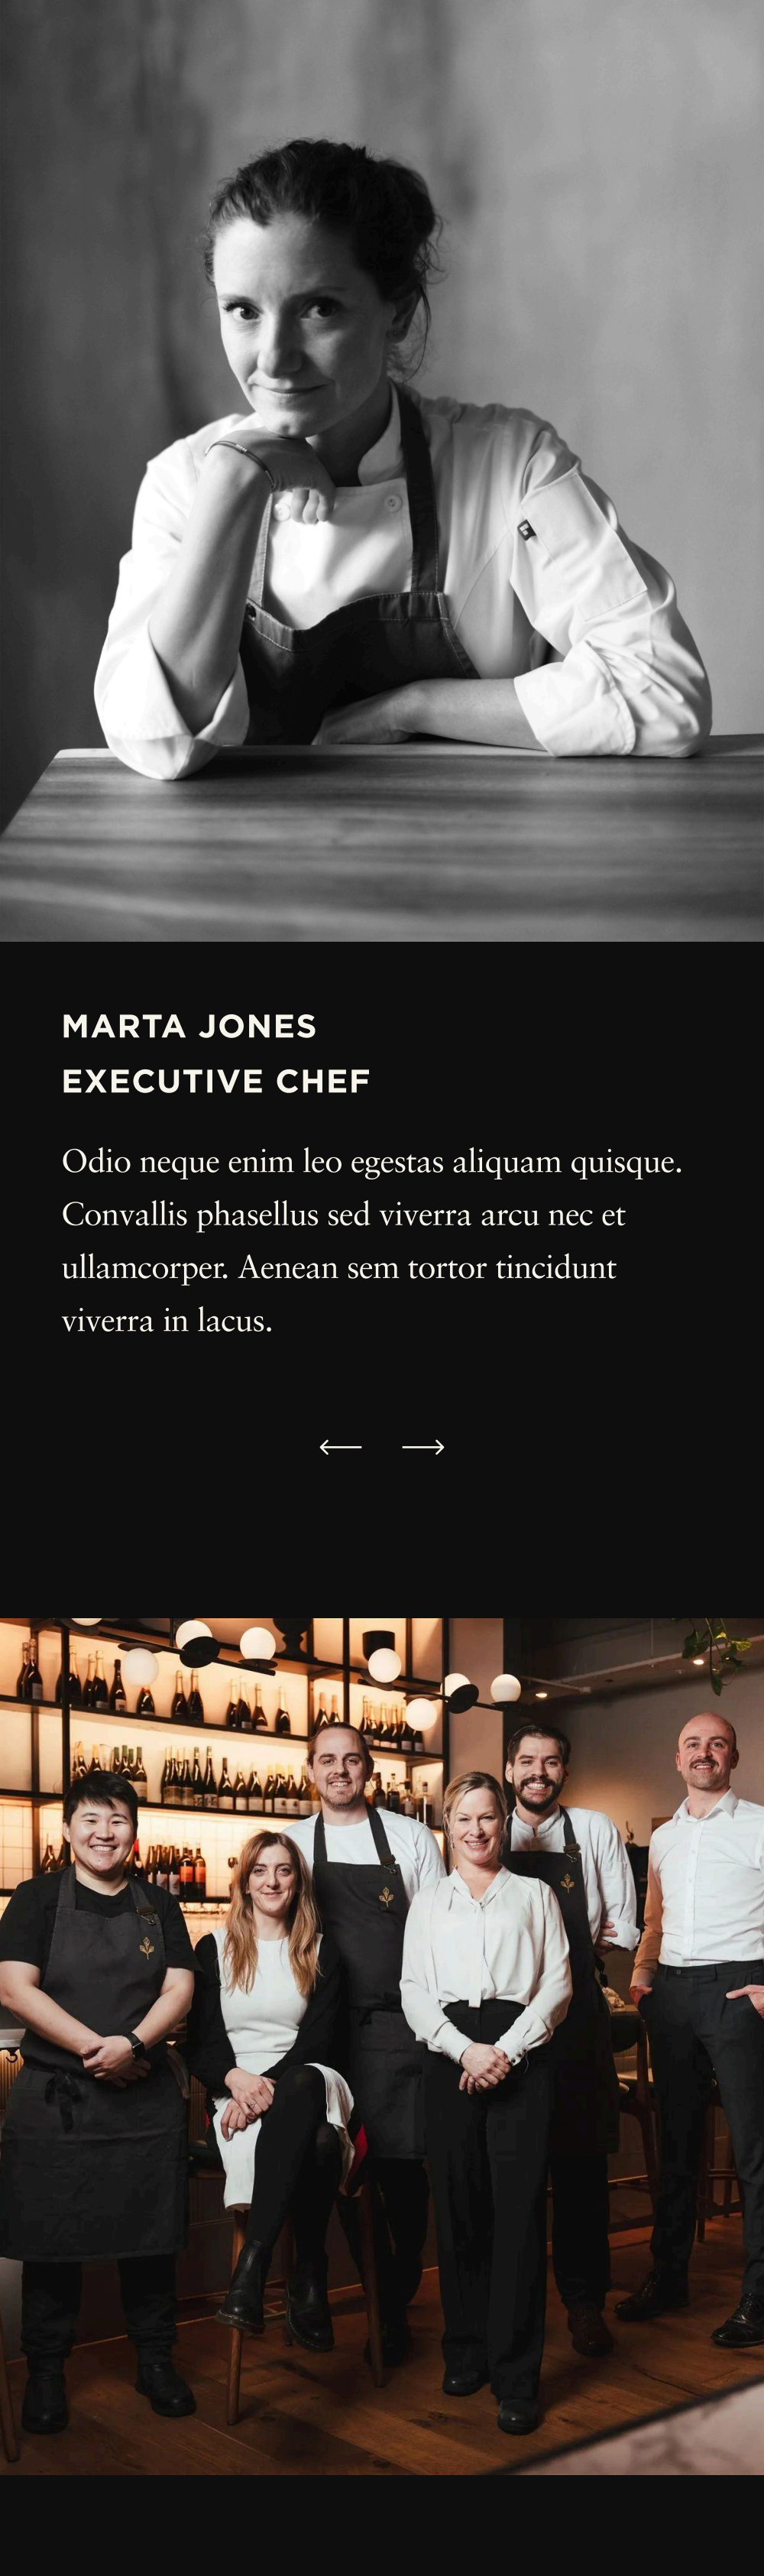 MARTA JONES
EXECUTIVE CHEF
Odio neque enim leo egestas aliquam quisque.
Convallis phasellus sed viverra arcu nec et
ullamcorper. Aenean sem tortor tincidunt
viverra in lacus.